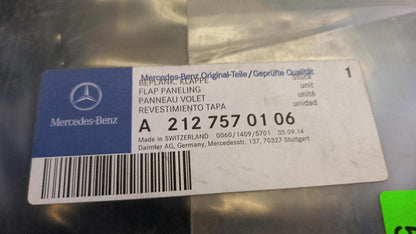 Mercedes-Benz Original-Teile/Geprüfte Qualität
BEPLANK. KLAPPE
FLAP PANELING
PANNEAU VOLET
REVESTIMIENTO TAPA
1
stück
unit
unité
unidad
Mercedes-Benz
A 212 757 01 06
Made in SWITZERLAND 0060/1409/5701 05.09.14
Daimler AG, Germany, Mercedesstr. 137, 70327 Stuttgart